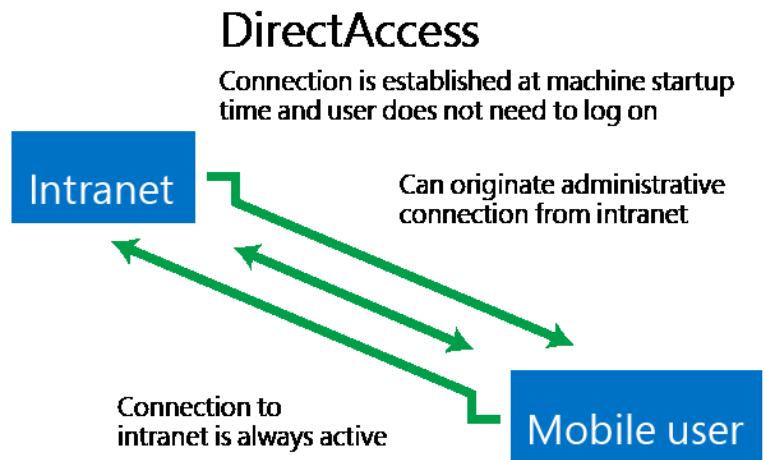 DirectAccess
Connection is established at machine startup
time and user does not need to log on
Intranet
Can originate administrative
connection from intranet
Connection to
intranet is always active
Mobile user